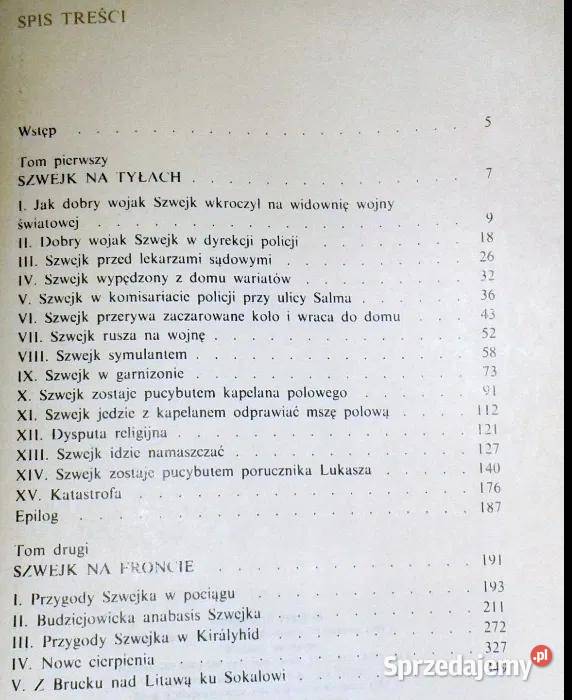 SPIS TREŚCI
Wstęp . . . . . . . . . . . . . . . 5
Tom pierwszy
SZWEJK NA TYŁACH . . . . . . . . . . . 7
I. Jak dobry wojak Szwejk wkroczył na widownię wojny
światowej . . . . . . . . . . . . . . 9
II. Dobry wojak Szwejk w dyrekcji policji . . . . . . 18
III. Szwejk przed lekarzami sądowymi . . . . . . . 26
IV. Szwejk wypędzony z domu wariatów . . . . . . 32
V. Szwejk w komisariacie policji przy ulicy Salma . . . . 36
VI. Szwejk przerywa zaczarowane koło i wraca do domu . . . 43
VII. Szwejk rusza na wojnę . . . . . . . . . 52
VIII. Szwejk symulantem . . . . . . . . . . 58
IX. Szwejk w garnizonie . . . . . . . . . . 73
X. Szwejk zostaje pucybutem kapelana polowego . . . . 91
XI. Szwejk jedzie z kapelanem odprawiać mszę polową . . . 112
XII. Dysputa religijna . . . . . . . . . . . 121
XIII. Szwejk idzie namaszczać . . . . . . . . 127
XIV. Szwejk zostaje pucybutem porucznika Lukasza . . . 140
XV. Katastrofa . . . . . . . . . . . . . 176
Epilog . . . . . . . . . . . . . . . 187
Tom drugi
SZWEJK NA FRONCIE . . . . . . . . . . . 191
I. Przygody Szwejka w pociągu . . . . . . . . 193
II. Budziejowicka anabasis Szwejka . . . . . . . 211
III. Przygody Szwejka w Királyhid . . . . . . . 272
IV. Nowe cierpienia . . . . . . . . . . . 327
V. Z Brucku nad Litawą ku Sokalowi
Sprzedajemy.pl